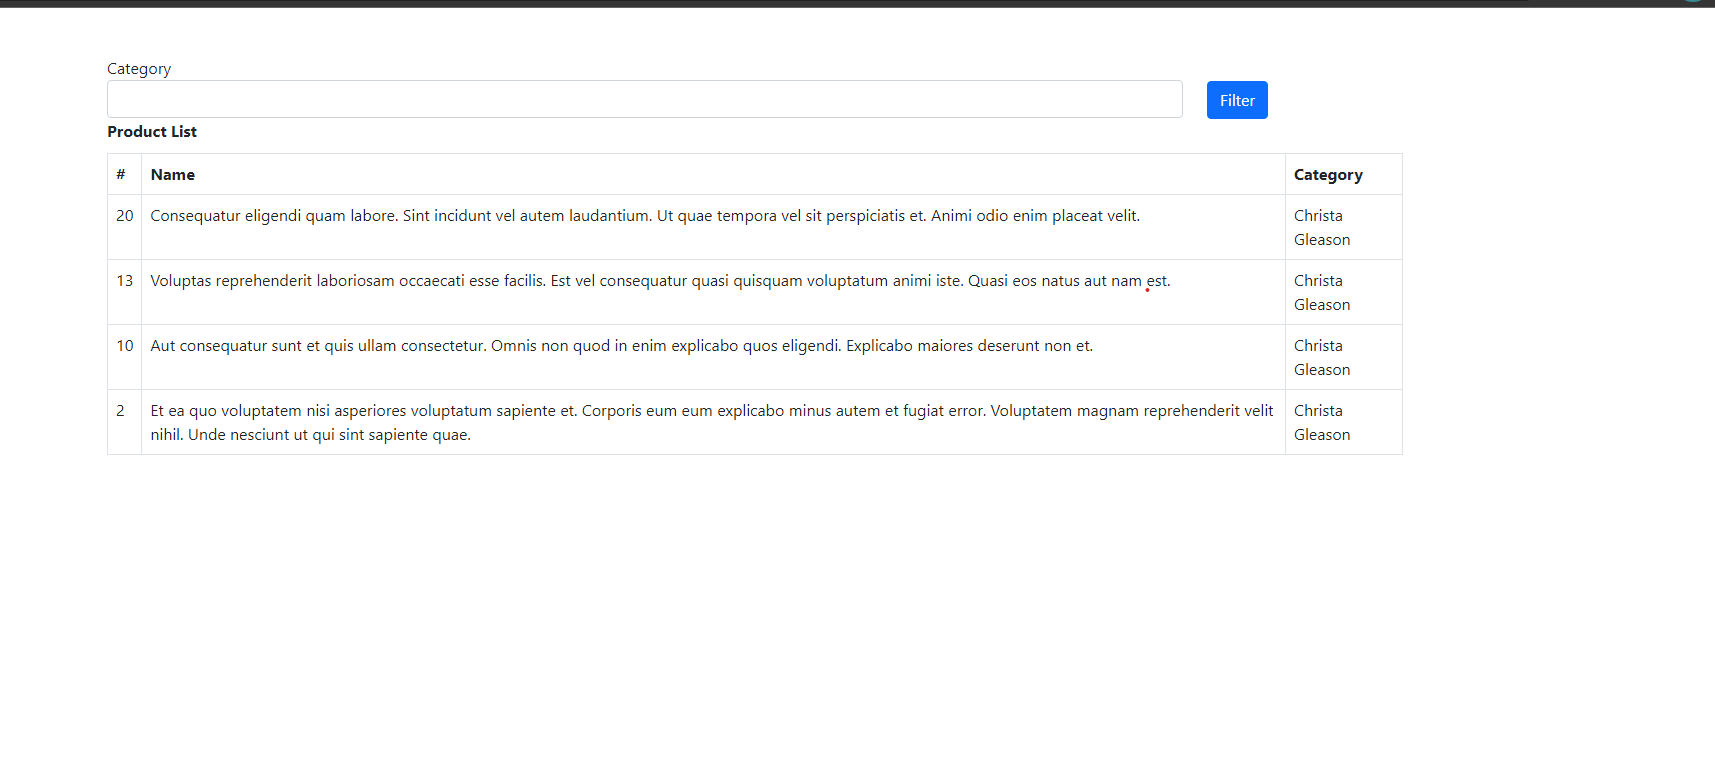 Category
Filter
Product List
# Name Category
20 Consequatur eligendi quam labore. Sint incidunt vel autem laudantium. Ut quae tempora vel sit perspiciatis et. Animi odio enim placeat velit. Christa
Gleason
13 Voluptas reprehenderit laboriosam occaecati esse facilis. Est vel consequatur quasi quisquam voluptatum animi iste. Quasi eos natus aut nam est. Christa
Gleason
10 Aut consequatur sunt et quis ullam consectetur. Omnis non quod in enim explicabo quos eligendi. Explicabo maiores deserunt non et. Christa
Gleason
2 Et ea quo voluptatem nisi asperiores voluptatum sapiente et. Corporis eum eum explicabo minus autem et fugiat error. Voluptatem magnam reprehenderit velit Christa
nihil. Unde nesciunt ut qui sint sapiente quae. Gleason